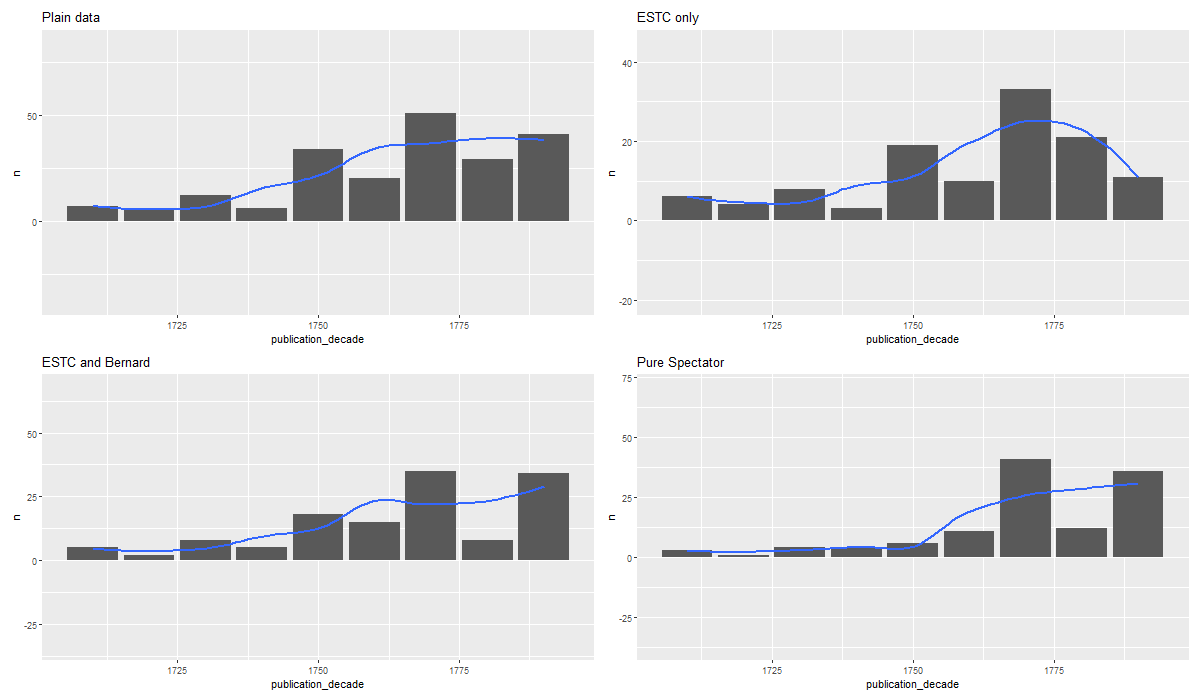 Plain data
n
50
0
1725 1750 1775
publication_decade
ESTC only
n
40
20
0
-20
1725 1750 1775
publication_decade
ESTC and Bernard
n
50
25
0
-25
1725 1750 1775
publication_decade
Pure Spectator
n
75
50
25
0
-25
1725 1750 1775
publication_decade